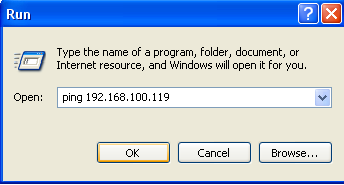 Run
?
Type the name of a program, folder, document, or
Internet resource, and Windows will open it for you.
Open: ping 192.168.100.119
OK Cancel Browse...